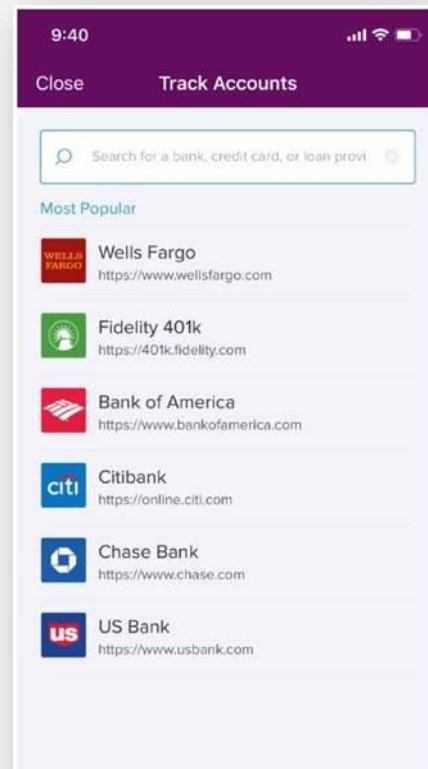 9:40
Close Track Accounts
Search for a bank, credit card, or loan provi
Most Popular
WELLS
FARGO
Wells Fargo
https://www.wellsfargo.com
Fidelity 401k
https://401k.fidelity.com
Bank of America
https://www.bankofamerica.com
citi
Citibank
https://online.citi.com
Chase Bank
https://www.chase.com
us
US Bank
https://www.usbank.com